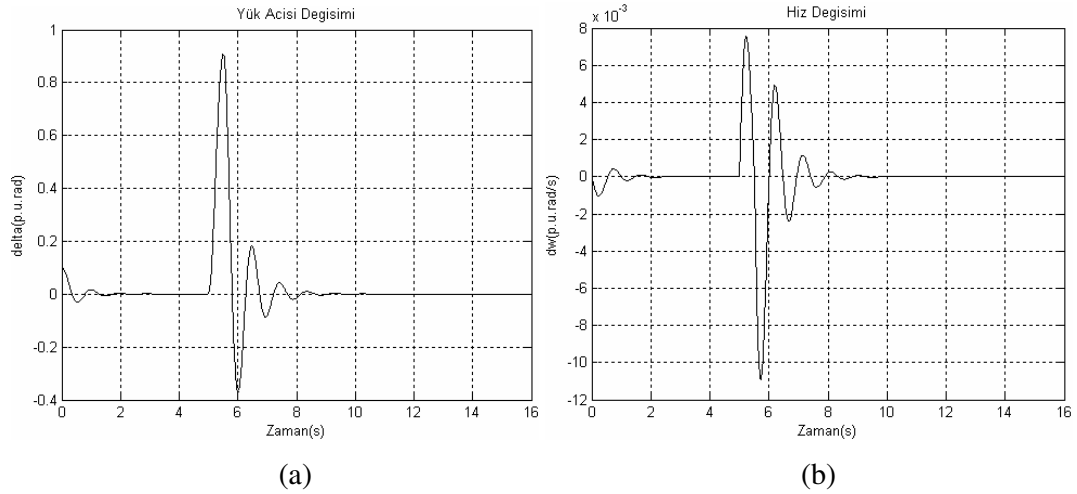 Yük Acisi Degisimi
1
0.8
0.6
0.4
0.2
0
-0.2
-0.4
delta(p.u.rad)
0 2 4 6 8 10 12 14 16
Zaman(s)
(a)
x 10^-3
Hiz Degisimi
8
6
4
2
0
-2
-4
-6
-8
-10
-12
dw(p.u.rad/s)
0 2 4 6 8 10 12 14 16
Zaman(s)
(b)